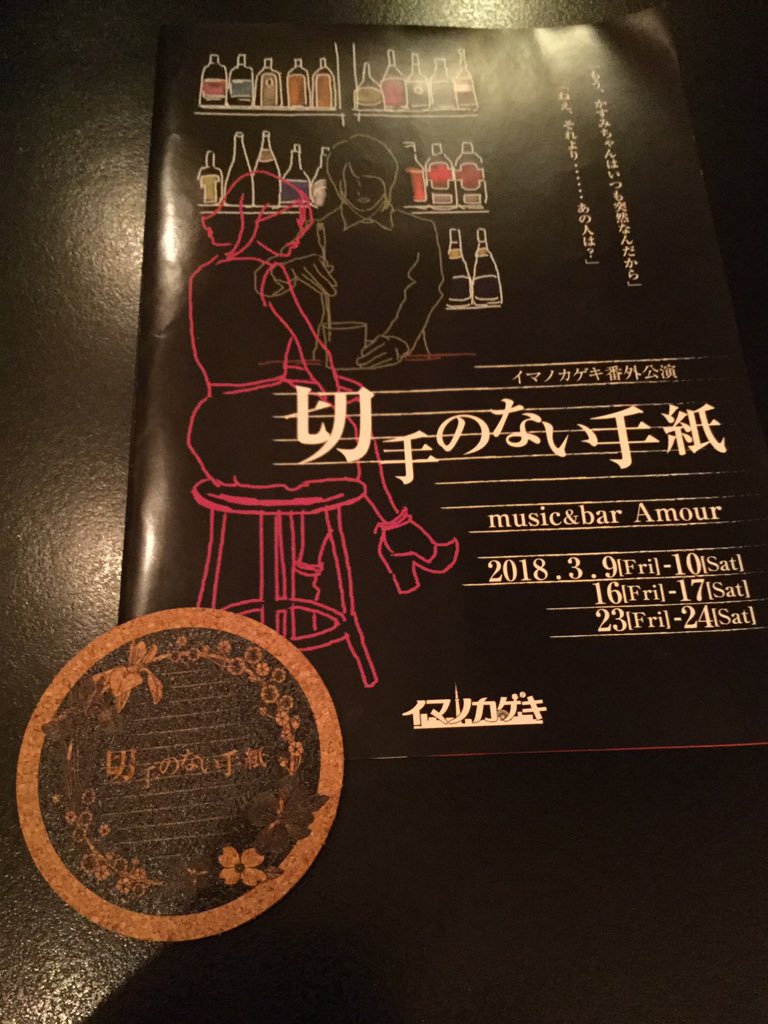 「もう、かすみちゃんはいつも突然なんだから」
「ねえ、それより……あの人は？」
イマノカゲキ番外公演
切手のない手紙
music&bar Amour
2018.3.9[Fri]-10[Sat]
16[Fri]-17[Sat]
23[Fri]-24[Sat]
イマノカゲキ
切手のない手紙